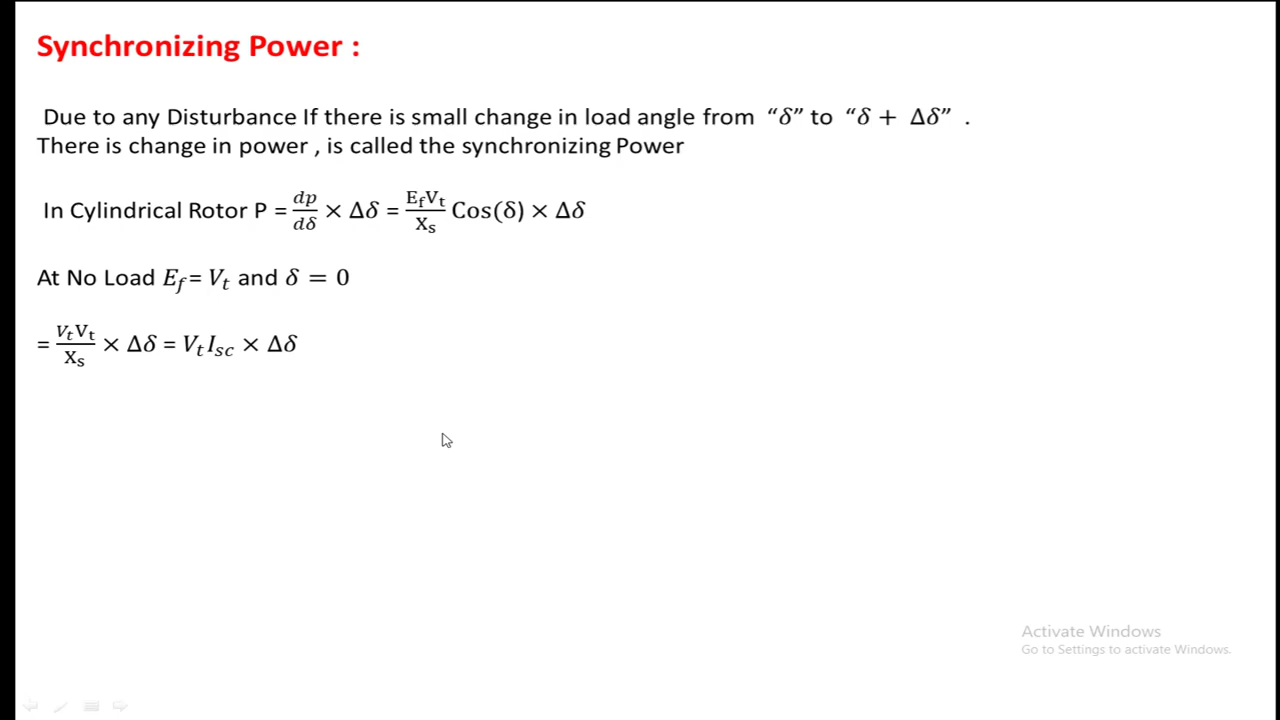 Synchronizing Power :
Due to any Disturbance If there is small change in load angle from “δ” to “δ + Δδ” .
There is change in power , is called the synchronizing Power
In Cylindrical Rotor P = dp/dδ × Δδ = EfVt/Xs Cos(δ) × Δδ
At No Load Ef= Vt and δ = 0
= VtVt/Xs × Δδ = VtIsc × Δδ
Activate Windows
Go to Settings to activate Windows.